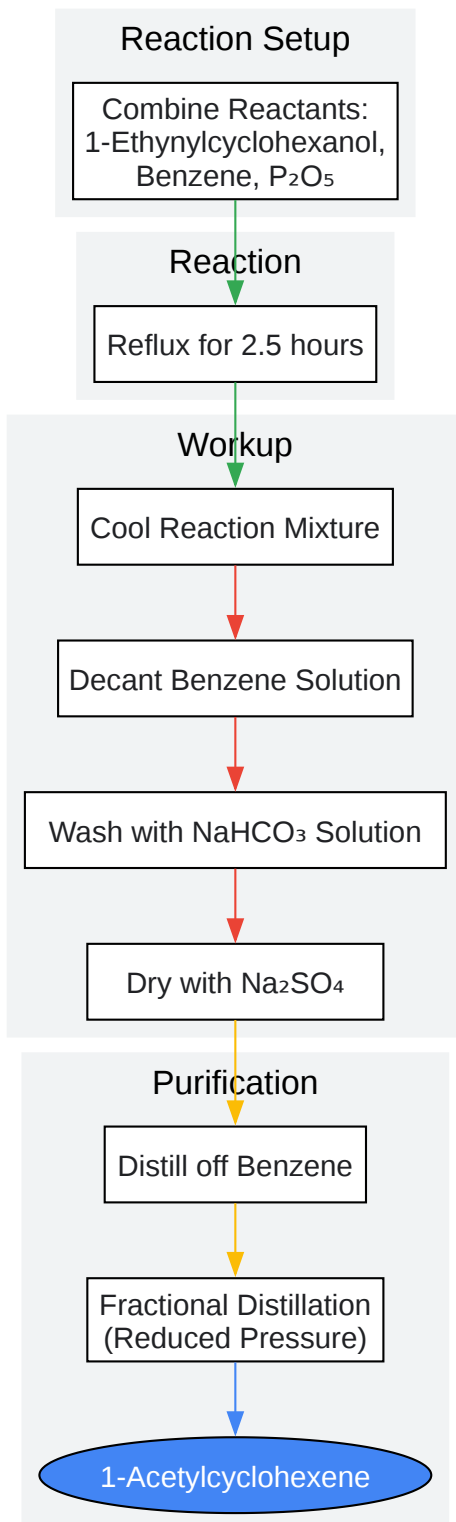 Reaction Setup
Combine Reactants:
1-Ethynylcyclohexanol,
Benzene, P₂O₅
Reaction
Reflux for 2.5 hours
Workup
Cool Reaction Mixture
Decant Benzene Solution
Wash with NaHCO₃ Solution
Dry with Na₂SO₄
Purification
Distill off Benzene
Fractional Distillation
(Reduced Pressure)
1-Acetylcyclohexene